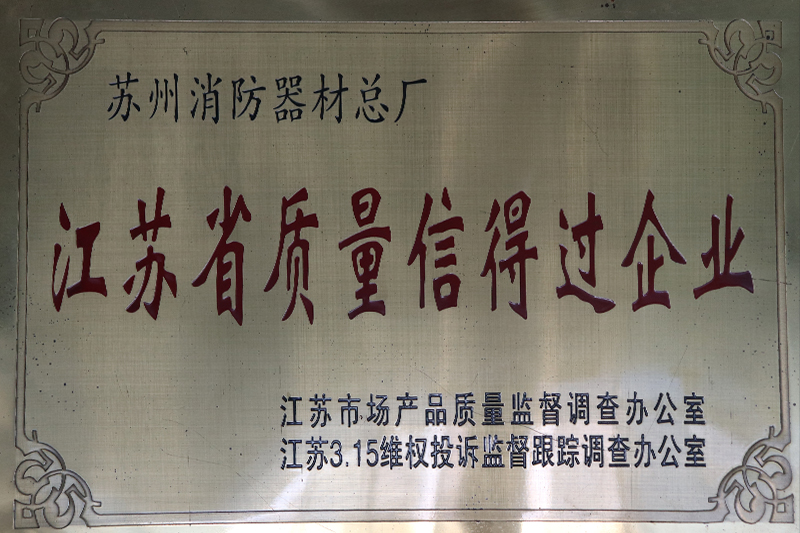 苏州消防器材总厂
江苏省质量信得过企业
江苏市场产品质量监督调查办公室
江苏3.15维权投诉监督跟踪调查办公室